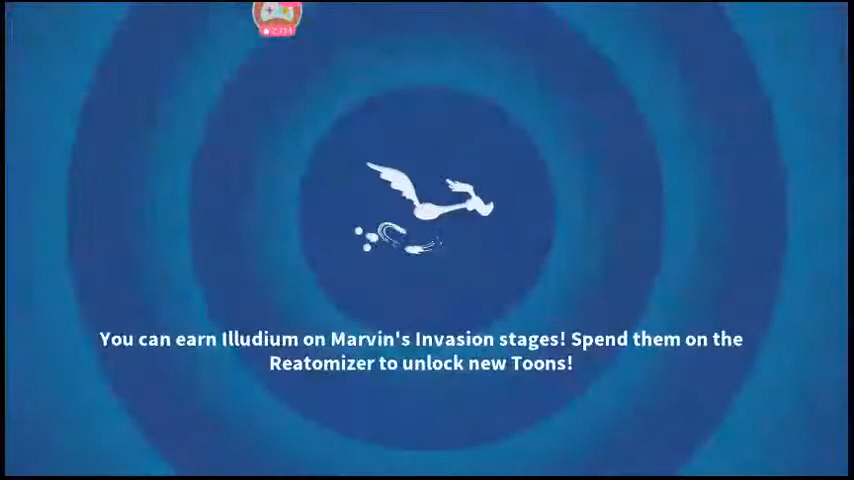 You can earn Illudium on Marvin's Invasion stages! Spend them on the
Reatomizer to unlock new Toons!